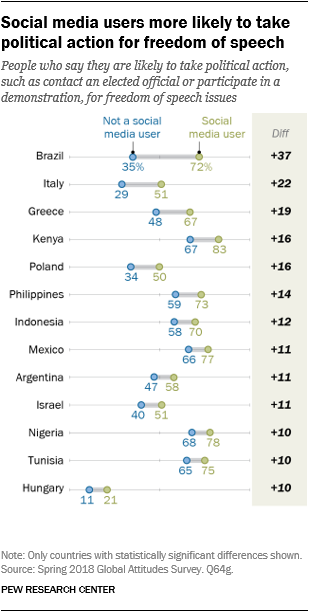 Social media users more likely to take
political action for freedom of speech
People who say they are likely to take political action,
such as contact an elected official or participate in a
demonstration, for freedom of speech issues
Not a social
media user
Social
media user
Diff
Brazil 35% 72% +37
Italy 29 51 +22
Greece 48 67 +19
Kenya 67 83 +16
Poland 34 50 +16
Philippines 59 73 +14
Indonesia 58 70 +12
Mexico 66 77 +11
Argentina 47 58 +11
Israel 40 51 +11
Nigeria 68 78 +10
Tunisia 65 75 +10
Hungary 11 21 +10
Note: Only countries with statistically significant differences shown.
Source: Spring 2018 Global Attitudes Survey. Q64g.
PEW RESEARCH CENTER